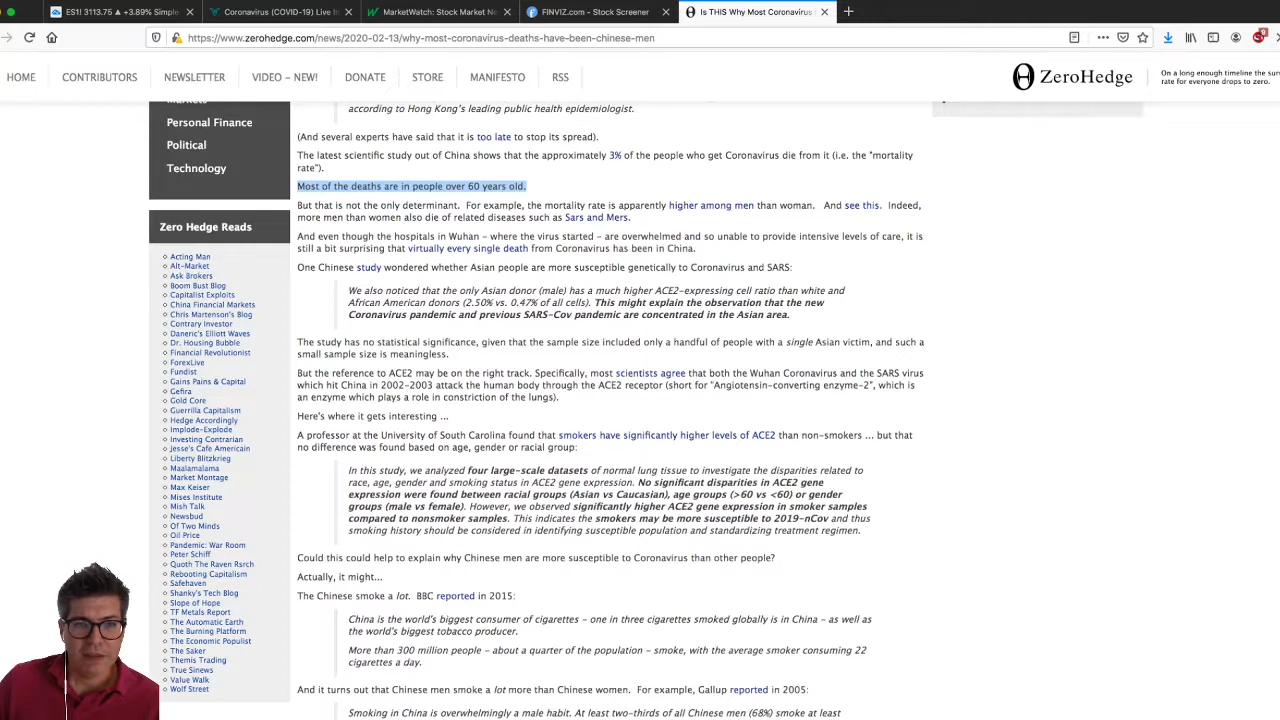 ES1! 3113.75 ▲ +3.89% Simple
Coronavirus (COVID-19) Live In
MarketWatch: Stock Market Ne
FINVIZ.com - Stock Screener
Is THIS Why Most Coronavirus
https://www.zerohedge.com/news/2020-02-13/why-most-coronavirus-deaths-have-been-chinese-men
HOME
CONTRIBUTORS
NEWSLETTER
VIDEO – NEW!
DONATE
STORE
MANIFESTO
RSS
ZeroHedge
On a long enough timeline the sur
rate for everyone drops to zero.
Markets
Personal Finance
Political
Technology
Zero Hedge Reads
Acting Man
Alt-Market
Ask Brokers
Boom Bust Blog
Capitalist Exploits
China Financial Markets
Chris Martenson's Blog
Contrary Investor
Daneric's Elliott Waves
Dr. Housing Bubble
Financial Revolutionist
ForexLive
Fundist
Gains Pains & Capital
Gefira
Gold Core
Guerrilla Capitalism
Hedge Accordingly
Implode-Explode
Investing Contrarian
Jesse's Cafe Americain
Liberty Blitzkrieg
Maalamalama
Market Montage
Max Keiser
Mises Institute
Mish Talk
Newsbud
Of Two Minds
Oil Price
Pandemic: War Room
Peter Schiff
Quoth The Raven Rsrch
Rebooting Capitalism
Safehaven
Shanky's Tech Blog
Slope of Hope
TF Metals Report
The Automatic Earth
The Burning Platform
The Economic Populist
The Saker
Themis Trading
True Sinews
Value Walk
Wolf Street
according to Hong Kong's leading public health epidemiologist.
(And several experts have said that it is too late to stop its spread).
The latest scientific study out of China shows that the approximately 3% of the people who get Coronavirus die from it (i.e. the "mortality
rate").
Most of the deaths are in people over 60 years old.
But that is not the only determinant. For example, the mortality rate is apparently higher among men than woman. And see this. Indeed,
more men than women also die of related diseases such as Sars and Mers.
And even though the hospitals in Wuhan – where the virus started – are overwhelmed and so unable to provide intensive levels of care, it is
still a bit surprising that virtually every single death from Coronavirus has been in China.
One Chinese study wondered whether Asian people are more susceptible genetically to Coronavirus and SARS:
We also noticed that the only Asian donor (male) has a much higher ACE2-expressing cell ratio than white and
African American donors (2.50% vs. 0.47% of all cells). This might explain the observation that the new
Coronavirus pandemic and previous SARS-Cov pandemic are concentrated in the Asian area.
The study has no statistical significance, given that the sample size included only a handful of people with a single Asian victim, and such a
small sample size is meaningless.
But the reference to ACE2 may be on the right track. Specifically, most scientists agree that both the Wuhan Coronavirus and the SARS virus
which hit China in 2002-2003 attack the human body through the ACE2 receptor (short for "Angiotensin-converting enzyme-2", which is
an enzyme which plays a role in constriction of the lungs).
Here's where it gets interesting ...
A professor at the University of South Carolina found that smokers have significantly higher levels of ACE2 than non-smokers ... but that
no difference was found based on age, gender or racial group:
In this study, we analyzed four large-scale datasets of normal lung tissue to investigate the disparities related to
race, age, gender and smoking status in ACE2 gene expression. No significant disparities in ACE2 gene
expression were found between racial groups (Asian vs Caucasian), age groups (>60 vs <60) or gender
groups (male vs female). However, we observed significantly higher ACE2 gene expression in smoker samples
compared to nonsmoker samples. This indicates the smokers may be more susceptible to 2019-nCov and thus
smoking history should be considered in identifying susceptible population and standardizing treatment regimen.
Could this could help to explain why Chinese men are more susceptible to Coronavirus than other people?
Actually, it might...
The Chinese smoke a lot. BBC reported in 2015:
China is the world's biggest consumer of cigarettes – one in three cigarettes smoked globally is in China – as well as
the world's biggest tobacco producer.
More than 300 million people – about a quarter of the population – smoke, with the average smoker consuming 22
cigarettes a day.
And it turns out that Chinese men smoke a lot more than Chinese women. For example, Gallup reported in 2005:
Smoking in China is overwhelmingly a male habit. At least two-thirds of all Chinese men (68%) smoke at least